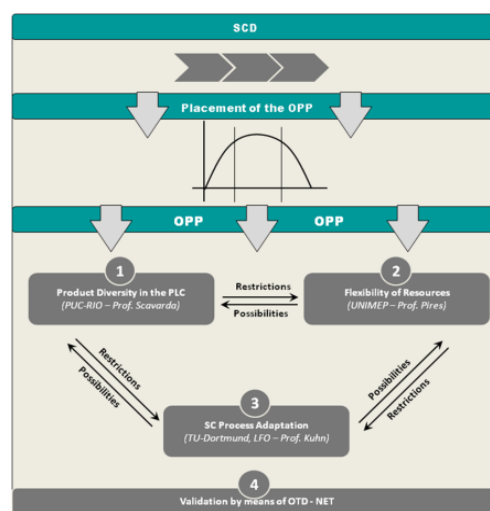 SCD
Placement of the OPP
OPP OPP
1
Product Diversity in the PLC
(PUC-RIO – Prof. Scavarda)
Restrictions
Possibilities
2
Flexibility of Resources
(UNIMEP – Prof. Pires)
Restrictions
Possibilities
Possibilities
Restrictions
3
SC Process Adaptation
(TU-Dortmund, LFO – Prof. Kuhn)
4
Validation by means of OTD - NET